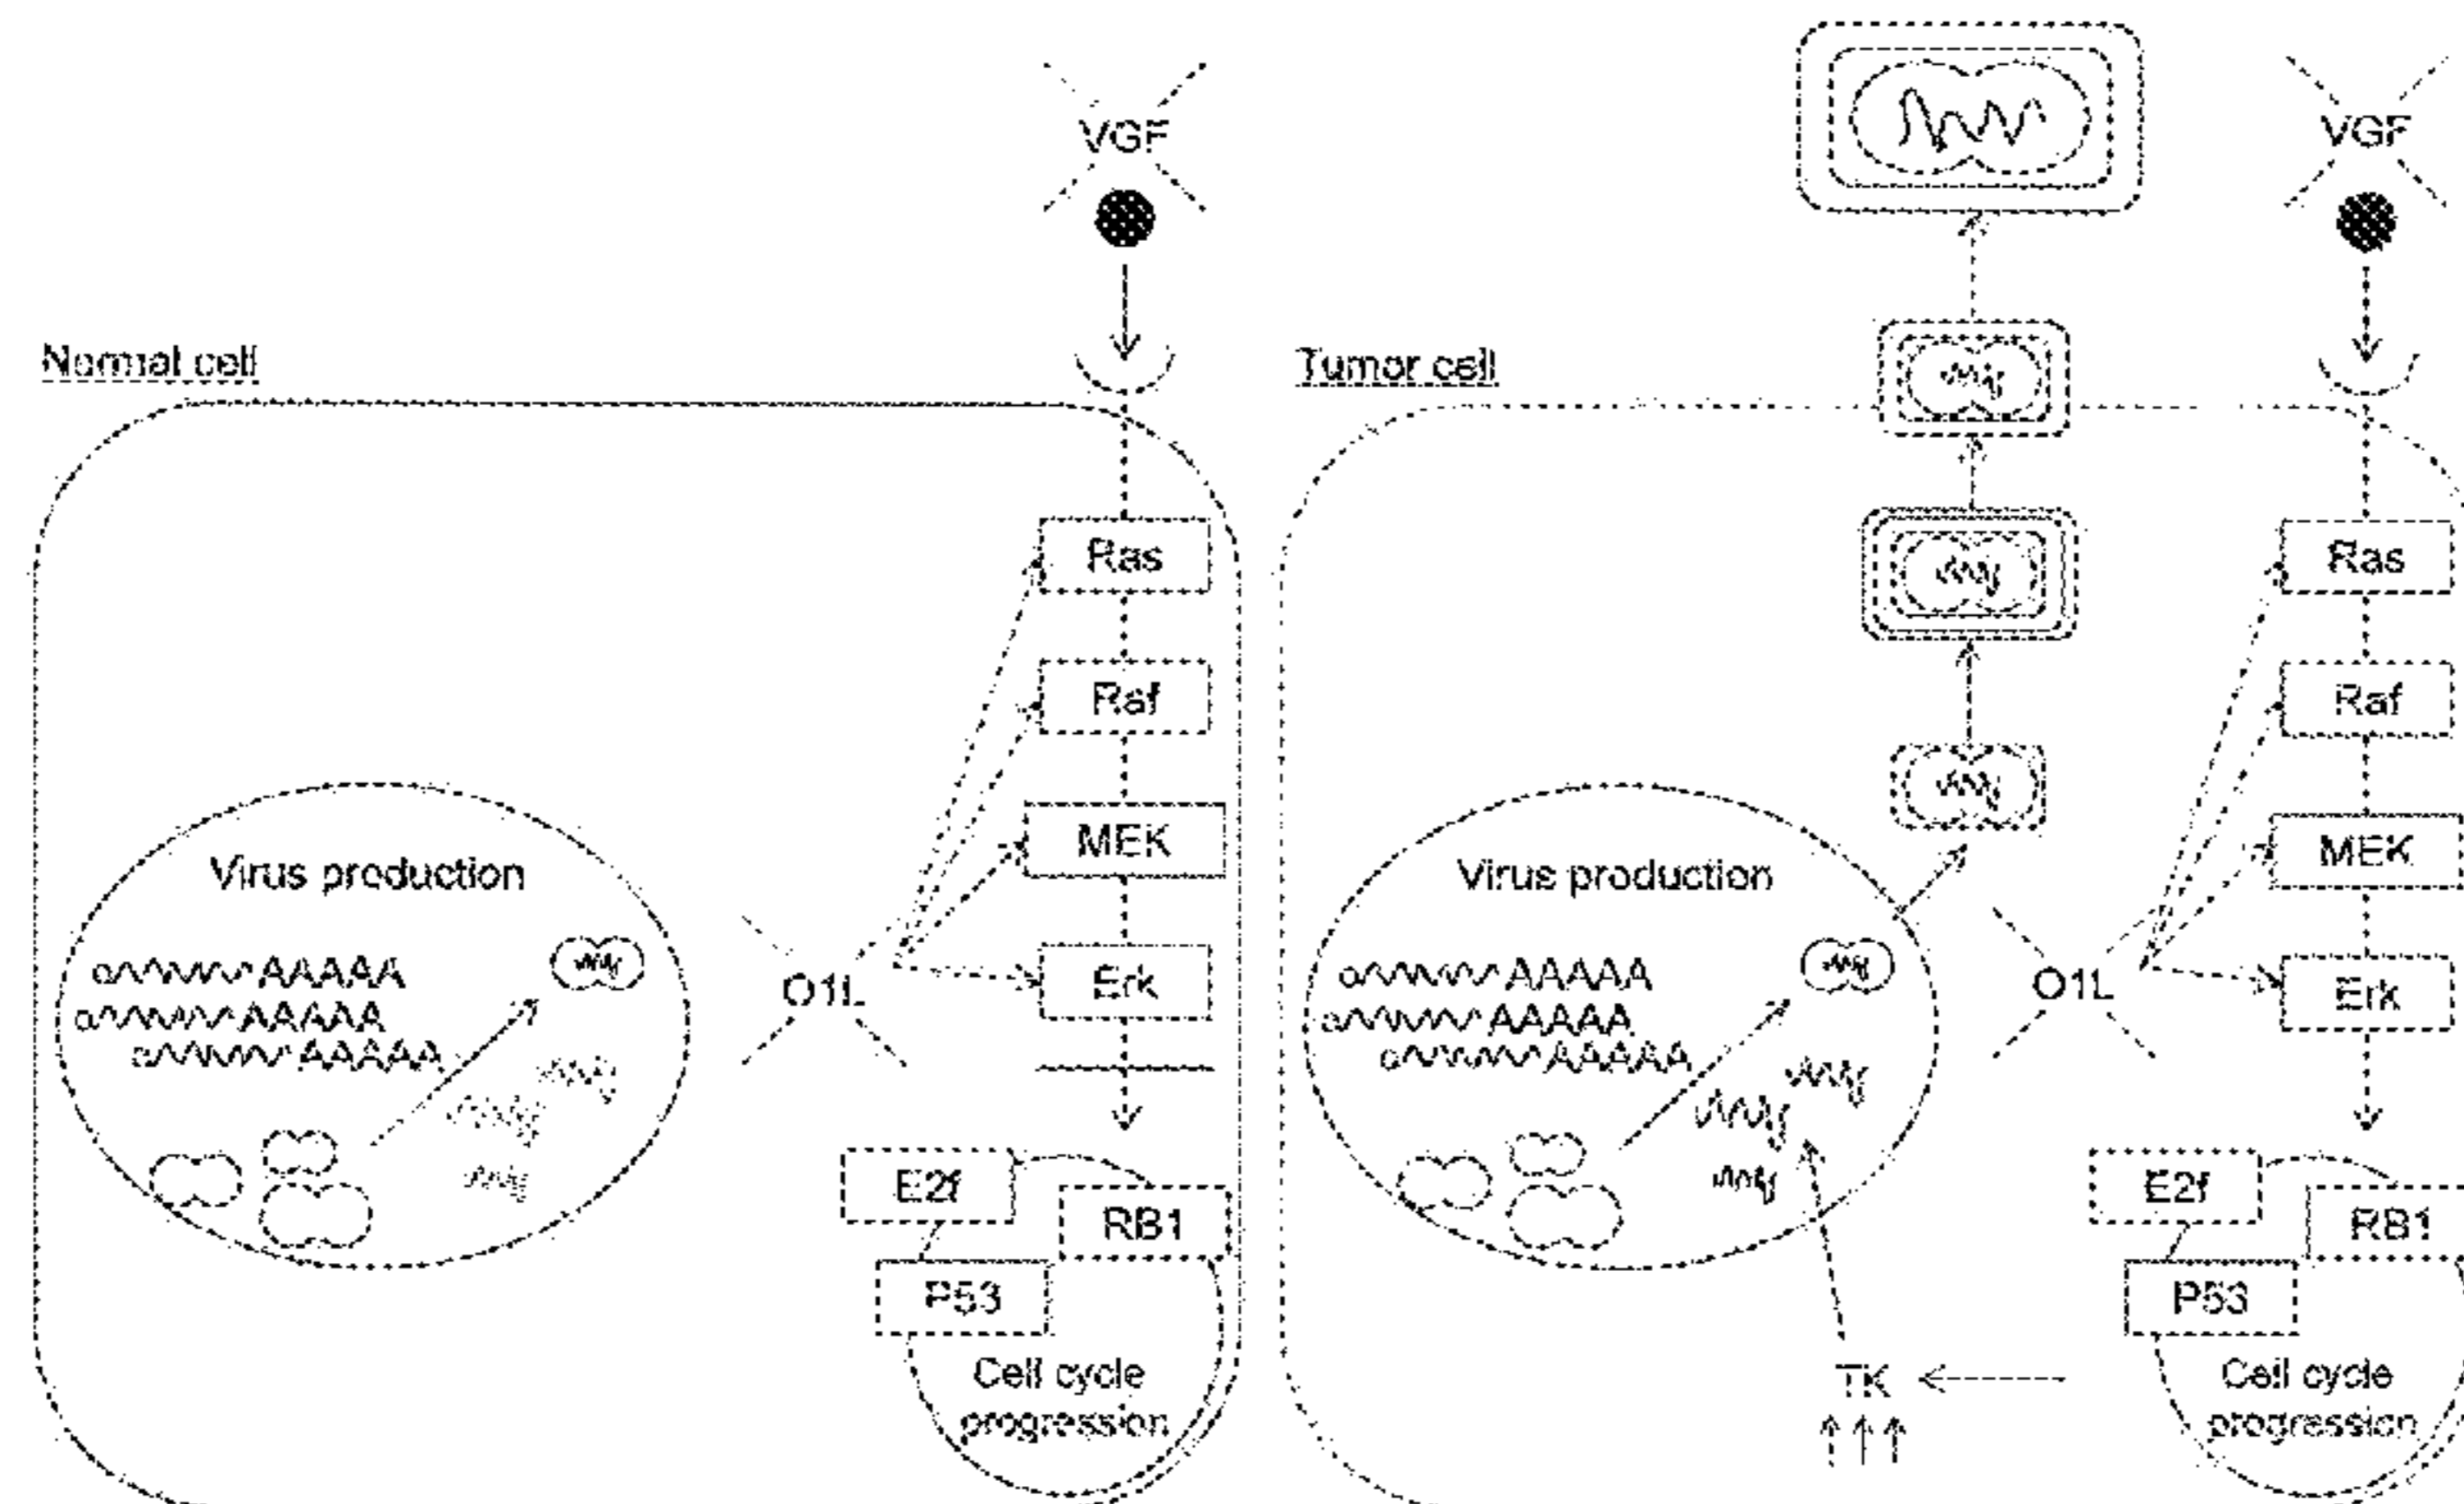 VGF
Normal cell
Ras
Raf
MEK
Erk
Virus production
AAAAA
AAAAA
AAAAA
O1L
E2f
RB1
P53
Cell cycle
progression
VGF
Tumor cell
Ras
Raf
MEK
Erk
Virus production
AAAAA
AAAAA
AAAAA
O1L
E2f
RB1
P53
TK
Cell cycle
progression